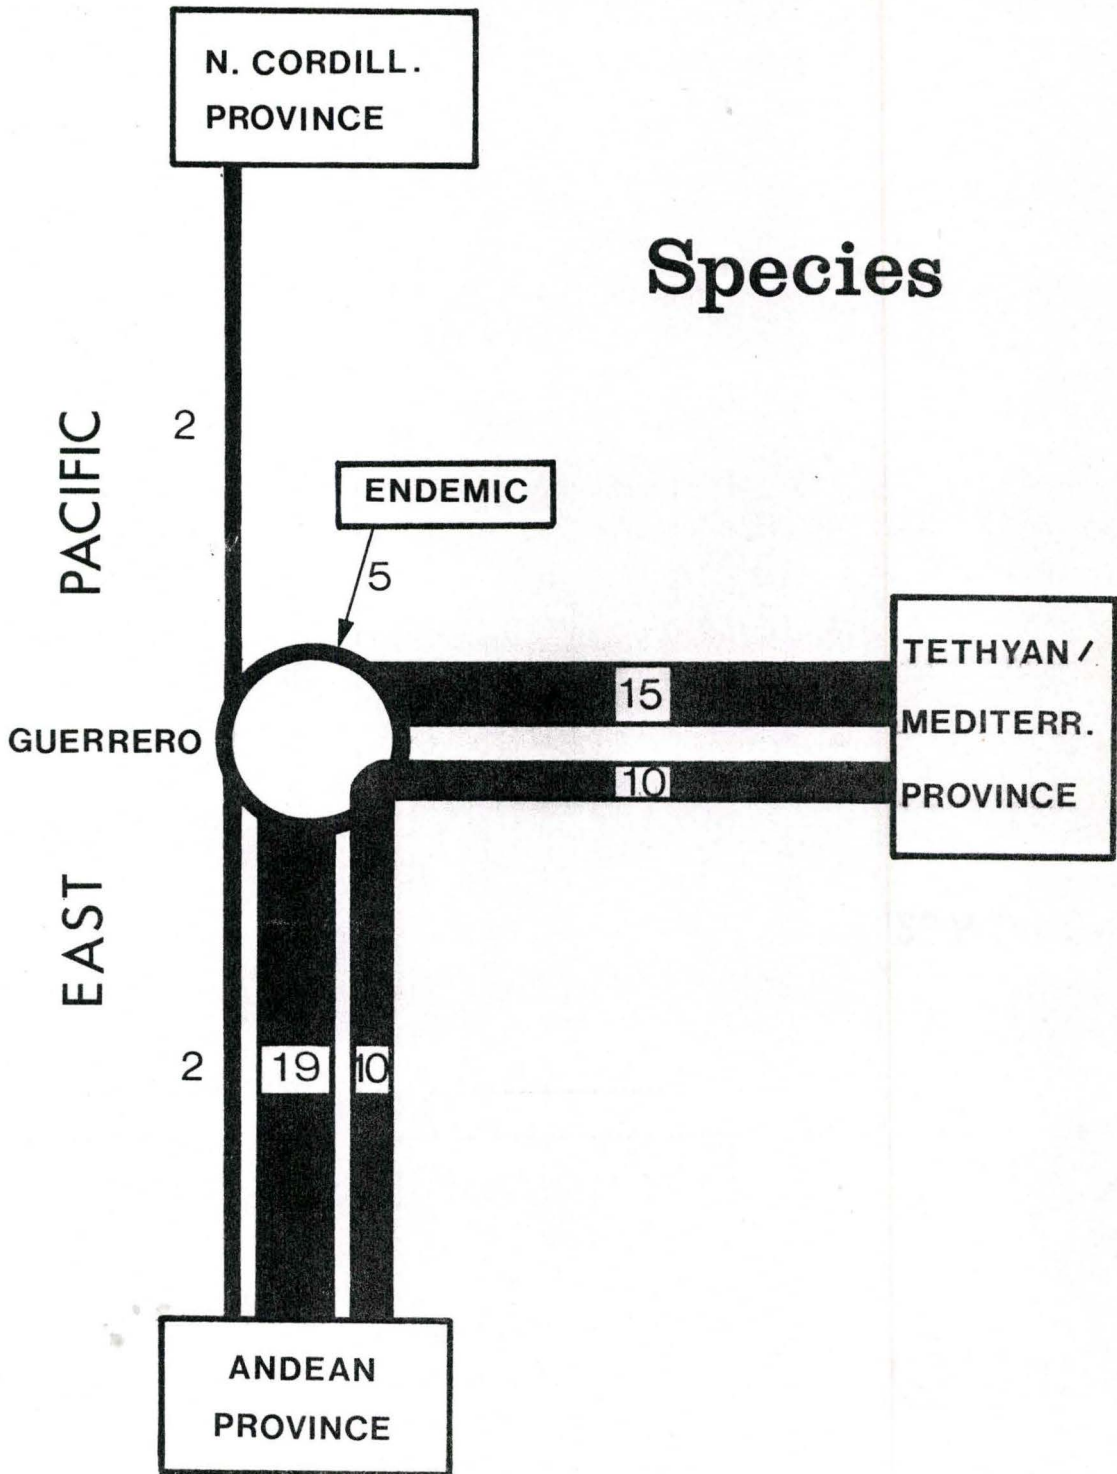 N. CORDILL.
PROVINCE
Species
PACIFIC
2
ENDEMIC
5
TETHYAN /
MEDITERR.
PROVINCE
15
GUERRERO
10
EAST
2
19
10
ANDEAN
PROVINCE